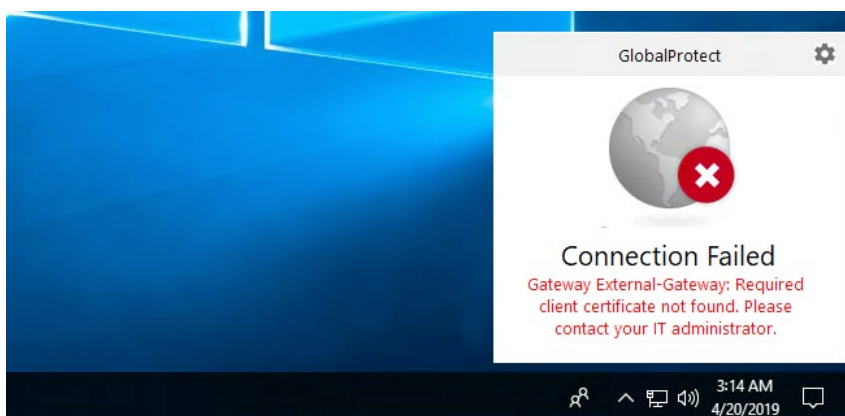 GlobalProtect
Connection Failed
Gateway External-Gateway: Required
client certificate not found. Please
contact your IT administrator.
3:14 AM
4/20/2019